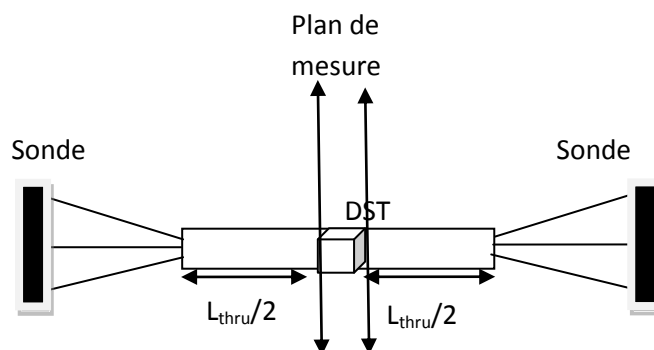 Plan de
mesure
Sonde
Sonde
DST
Lthru/2
Lthru/2